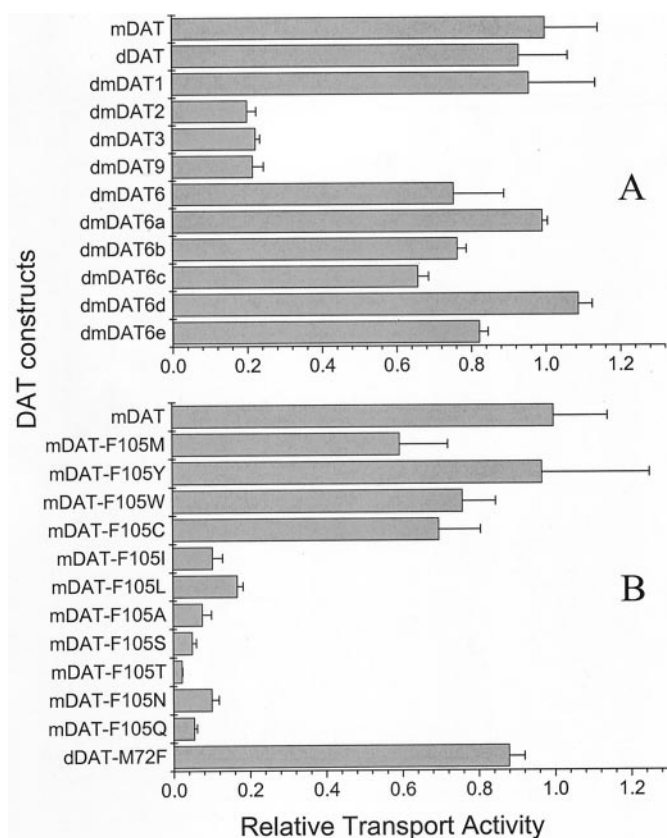 DAT constructs
mDAT
dDAT
dmDAT1
dmDAT2
dmDAT3
dmDAT9
dmDAT6
dmDAT6a
dmDAT6b
dmDAT6c
dmDAT6d
dmDAT6e
A
0.0 0.2 0.4 0.6 0.8 1.0 1.2
mDAT
mDAT-F105M
mDAT-F105Y
mDAT-F105W
mDAT-F105C
mDAT-F105I
mDAT-F105L
mDAT-F105A
mDAT-F105S
mDAT-F105T
mDAT-F105N
mDAT-F105Q
dDAT-M72F
B
0.0 0.2 0.4 0.6 0.8 1.0 1.2
Relative Transport Activity